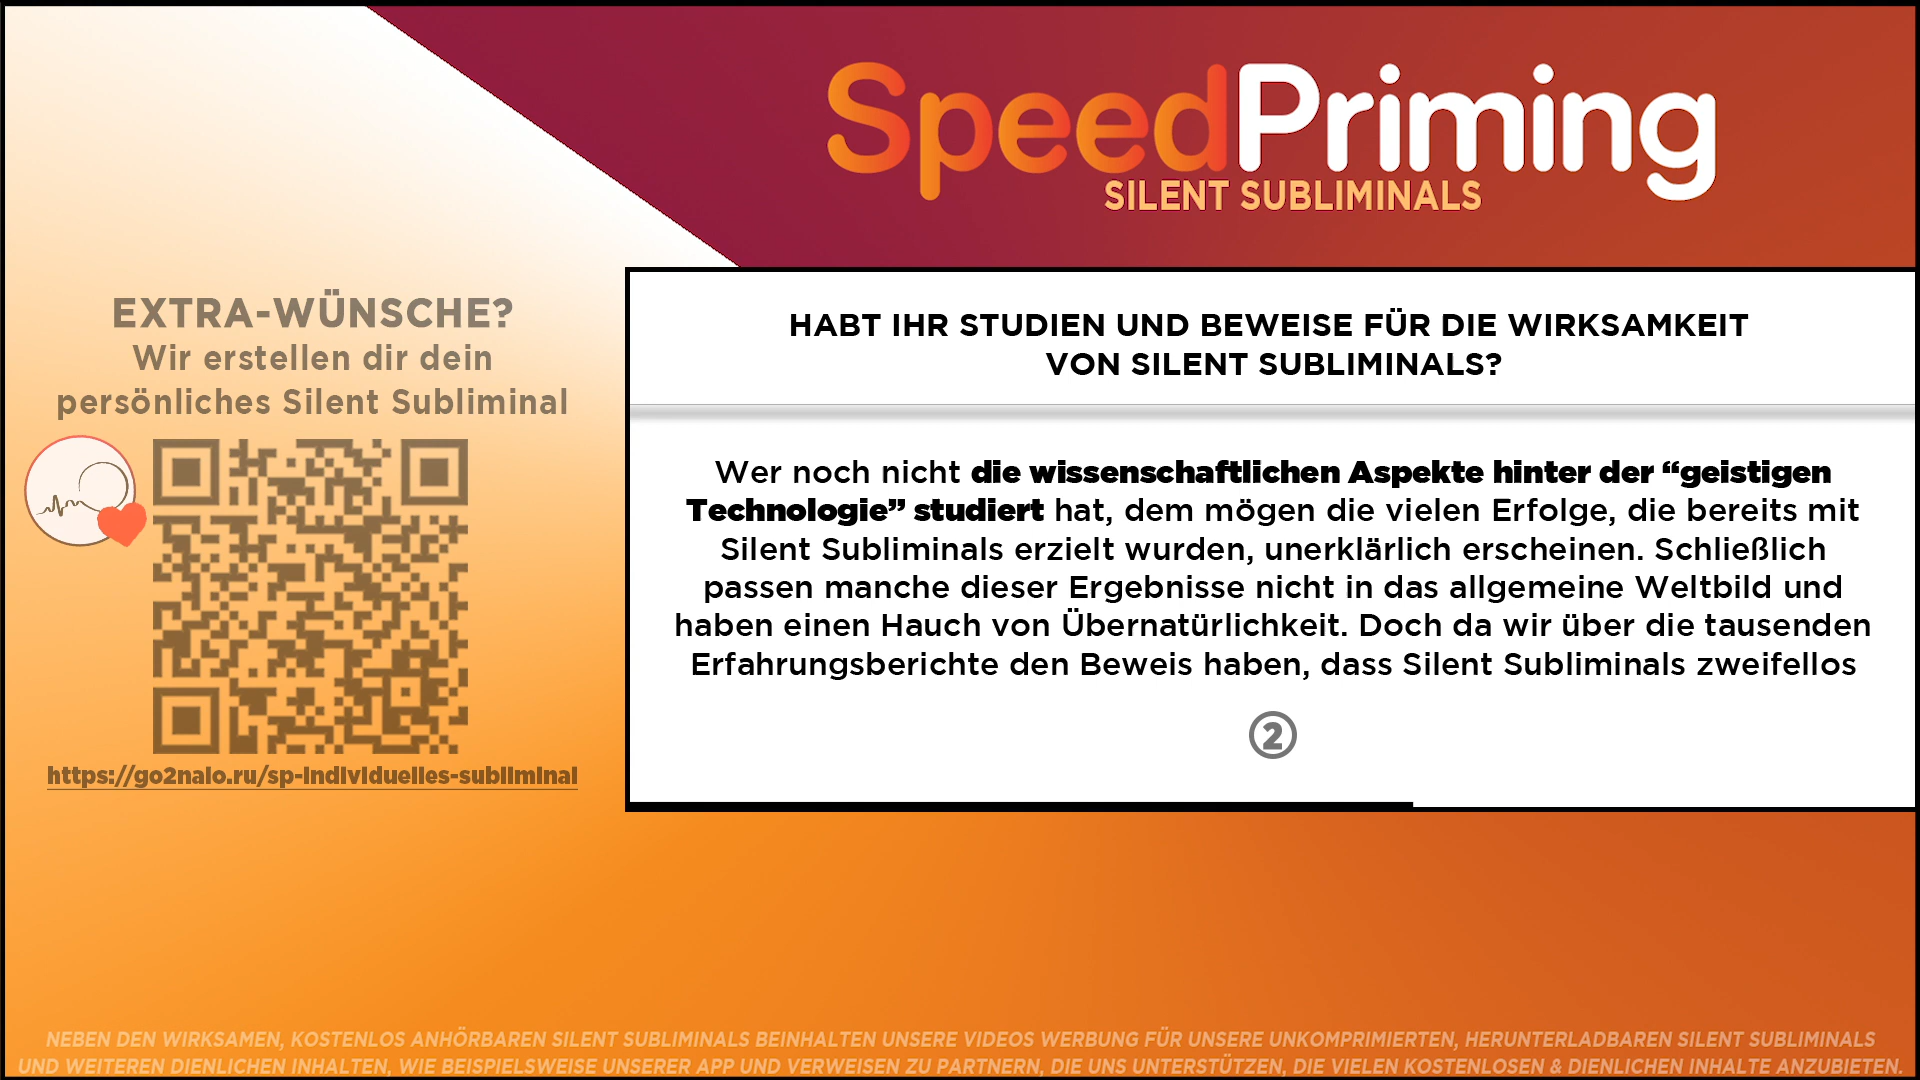 SpeedPriming
SILENT SUBLIMINALS
EXTRA-WÜNSCHE?
Wir erstellen dir dein
persönliches Silent Subliminal
https://go2nalo.ru/sp-individuelles-subliminal
HABT IHR STUDIEN UND BEWEISE FÜR DIE WIRKSAMKEIT
VON SILENT SUBLIMINALS?
Wer noch nicht die wissenschaftlichen Aspekte hinter der “geistigen
Technologie” studiert hat, dem mögen die vielen Erfolge, die bereits mit
Silent Subliminals erzielt wurden, unerklärlich erscheinen. Schließlich
passen manche dieser Ergebnisse nicht in das allgemeine Weltbild und
haben einen Hauch von Übernatürlichkeit. Doch da wir über die tausenden
Erfahrungsberichte den Beweis haben, dass Silent Subliminals zweifellos
2
NEBEN DEN WIRKSAMEN, KOSTENLOS ANHÖRBAREN SILENT SUBLIMINALS BEINHALTEN UNSERE VIDEOS WERBUNG FÜR UNSERE UNKOMPRIMIERTEN, HERUNTERLADBAREN SILENT SUBLIMINALS
UND WEITEREN DIENLICHEN INHALTEN, WIE BEISPIELSWEISE UNSERER APP UND VERWEISEN ZU PARTNERN, DIE UNS UNTERSTÜTZEN, DIE VIELEN KOSTENLOSEN & DIENLICHEN INHALTE ANZUBIETEN.